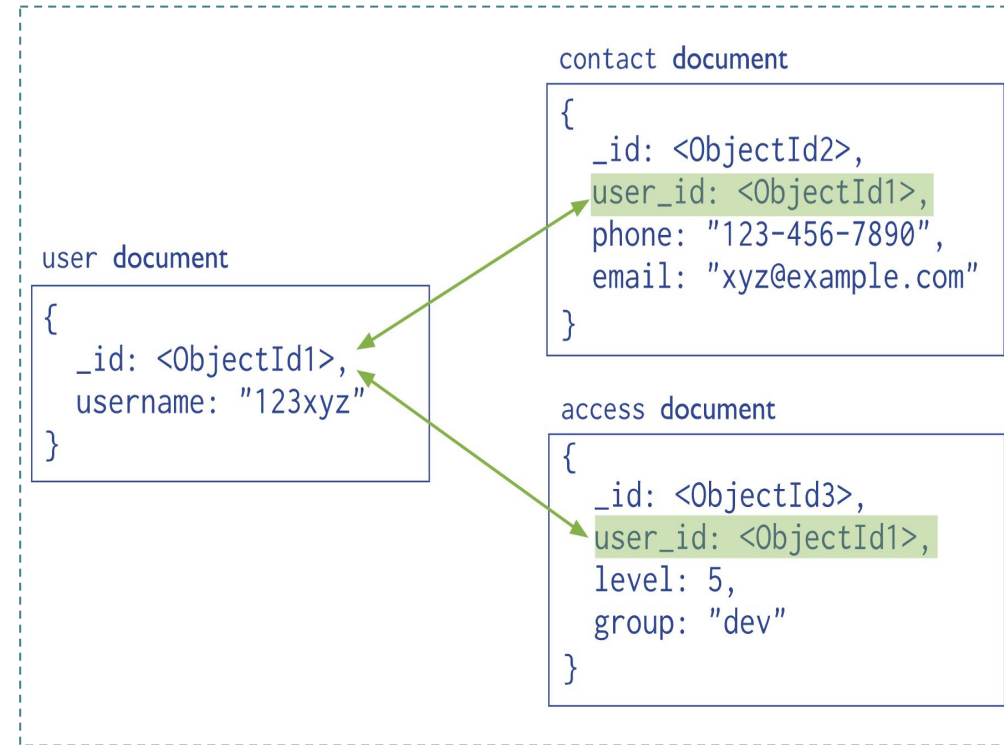 contact document
{
_id: <ObjectId2>,
user_id: <ObjectId1>,
phone: "123-456-7890",
email: "xyz@example.com"
}
user document
{
_id: <ObjectId1>,
username: "123xyz"
}
access document
{
_id: <ObjectId3>,
user_id: <ObjectId1>,
level: 5,
group: "dev"
}